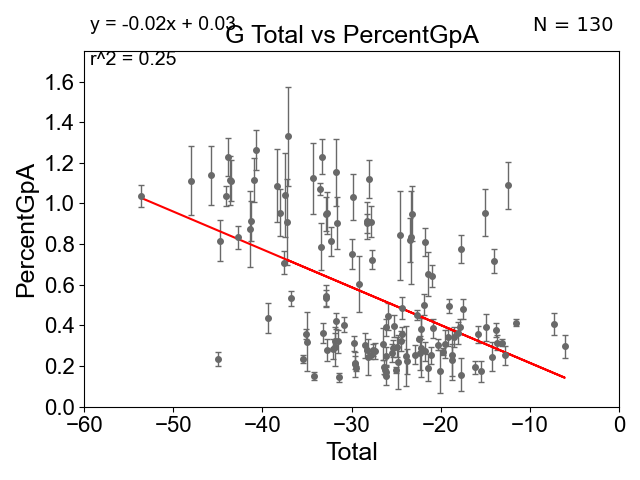 y = -0.02x + 0.03
N = 130
G Total vs PercentGpA
r^2 = 0.25
PercentGpA
1.6
1.4
1.2
1.0
0.8
0.6
0.4
0.2
0.0
−60 −50 −40 −30 −20 −10 0
Total